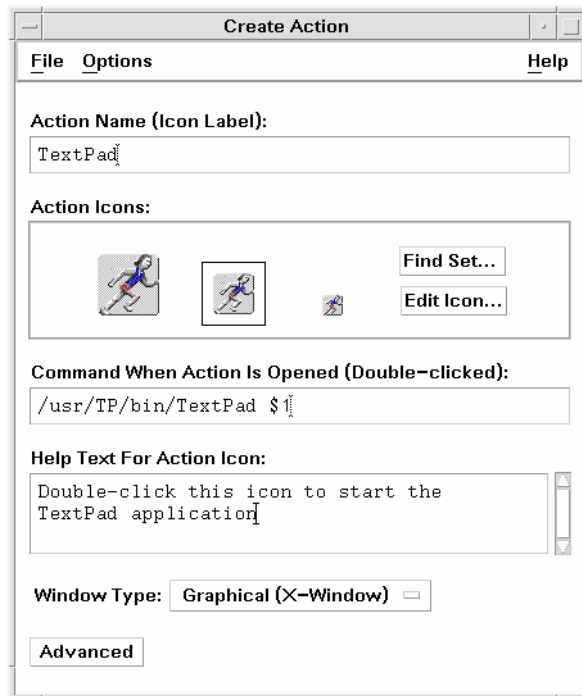 Create Action
File Options Help
Action Name (Icon Label):
TextPad
Action Icons:
Find Set...
Edit Icon...
Command When Action Is Opened (Double-clicked):
/usr/TP/bin/TextPad $1
Help Text For Action Icon:
Double-click this icon to start the
TextPad application
Window Type: Graphical (X-Window)
Advanced